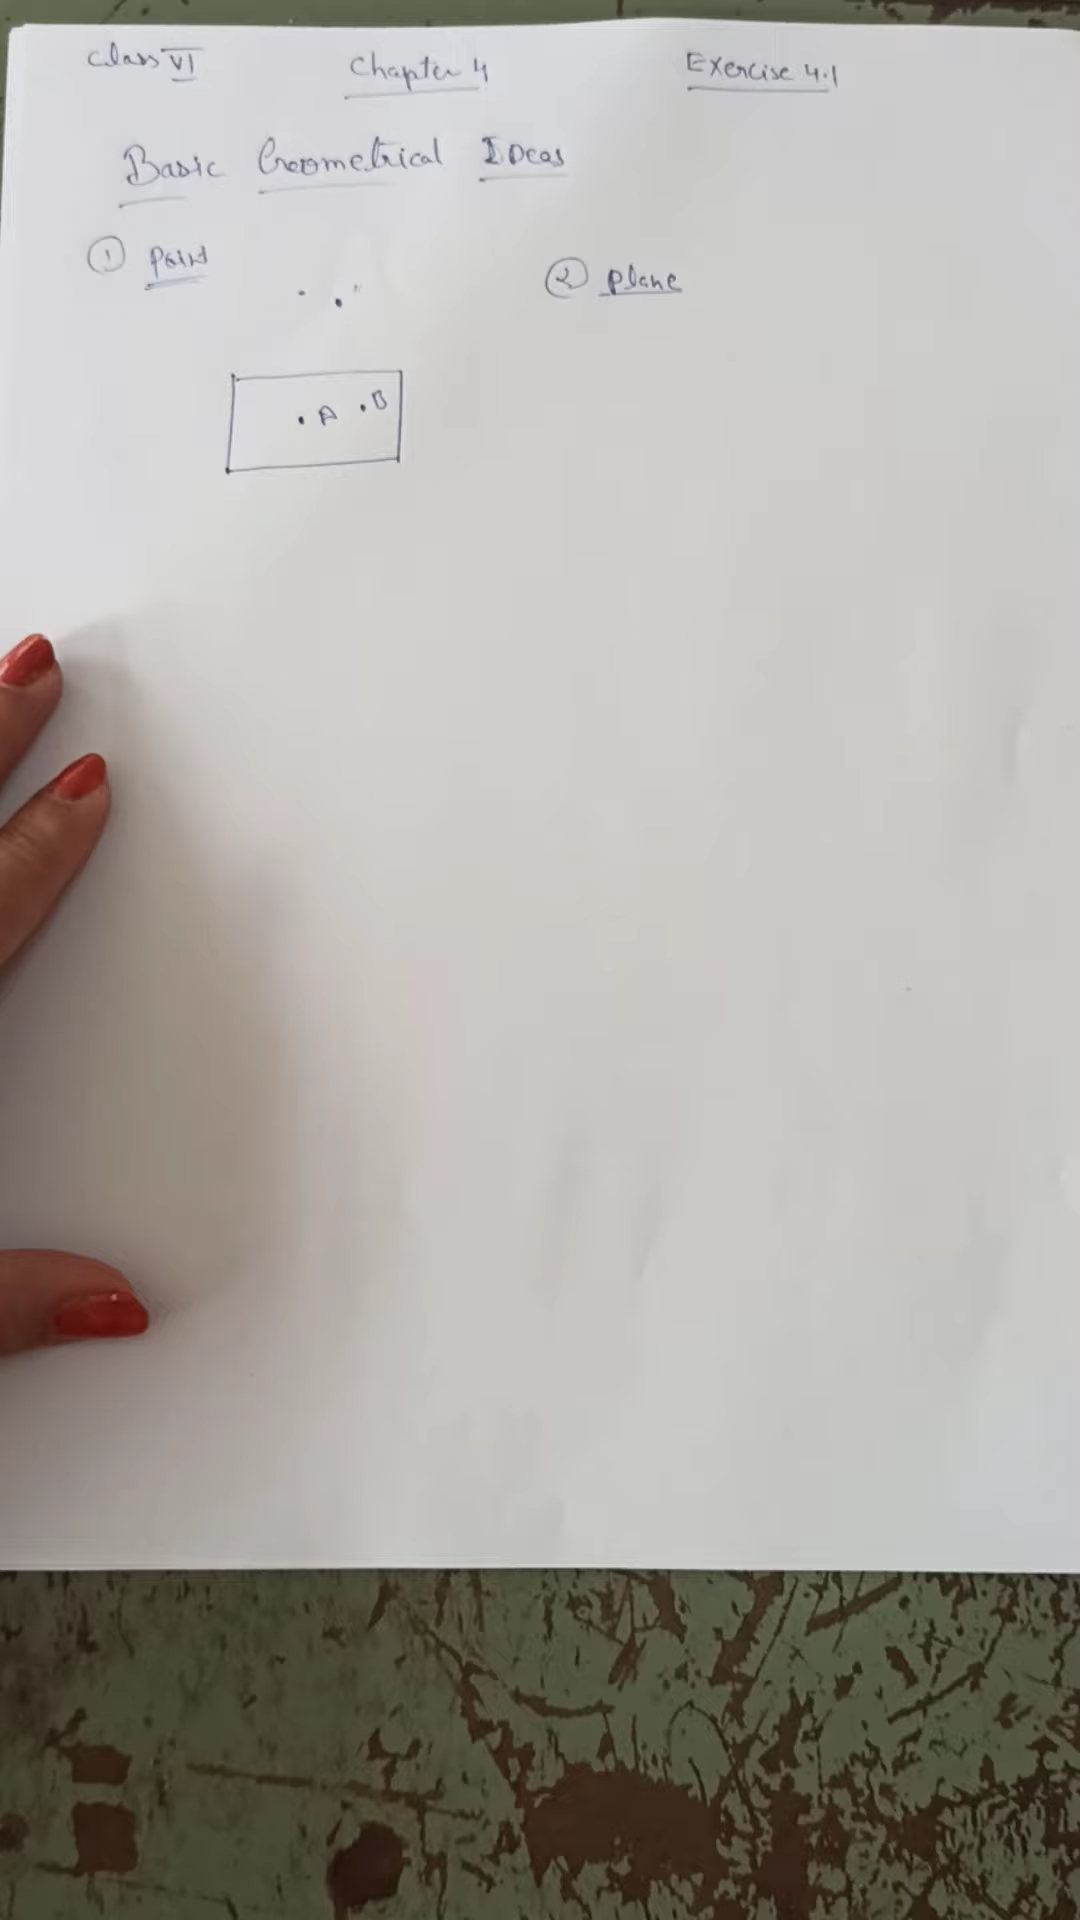 Class VI Chapter 4 Exercise 4.1
Basic Geometrical Ideas
① Point
② Plane
. A . B